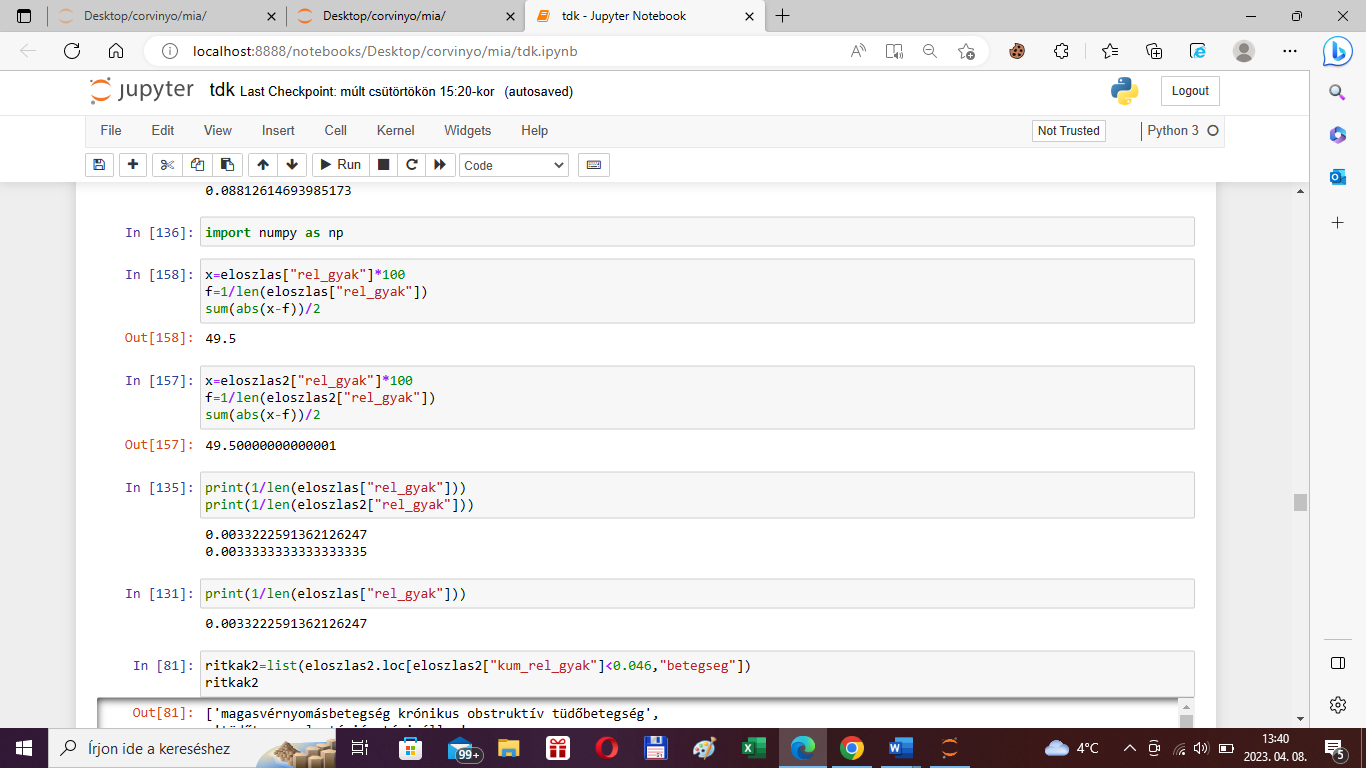 Desktop/corvinyo/mia/
Desktop/corvinyo/mia/
tdk - Jupyter Notebook
localhost:8888/notebooks/Desktop/corvinyo/mia/tdk.ipynb
jupyter tdk Last Checkpoint: múlt csütörtökön 15:20-kor (autosaved)
Logout
File Edit View Insert Cell Kernel Widgets Help
Not Trusted
Python 3
Run
Code
0.08812614693985173
In [136]: import numpy as np
In [158]: x=eloszlas["rel_gyak"]*100
f=1/len(eloszlas["rel_gyak"])
sum(abs(x-f))/2
Out[158]: 49.5
In [157]: x=eloszlas2["rel_gyak"]*100
f=1/len(eloszlas2["rel_gyak"])
sum(abs(x-f))/2
Out[157]: 49.50000000000001
In [135]: print(1/len(eloszlas["rel_gyak"]))
print(1/len(eloszlas2["rel_gyak"]))
0.0033222591362126247
0.0033333333333333335
In [131]: print(1/len(eloszlas["rel_gyak"]))
0.0033222591362126247
In [81]: ritkak2=list(eloszlas2.loc[eloszlas2["kum_rel_gyak"]<0.046,"betegseg"])
ritkak2
Out[81]: ['magasvérnyomásbetegség krónikus obstruktív tüdőbetegség',
Írjon ide a kereséshez
99+
4°C
13:40
2023. 04. 08.
5